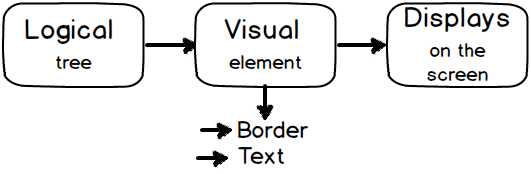 Logical
tree
Visual
element
Displays
on the
screen
Border
Text